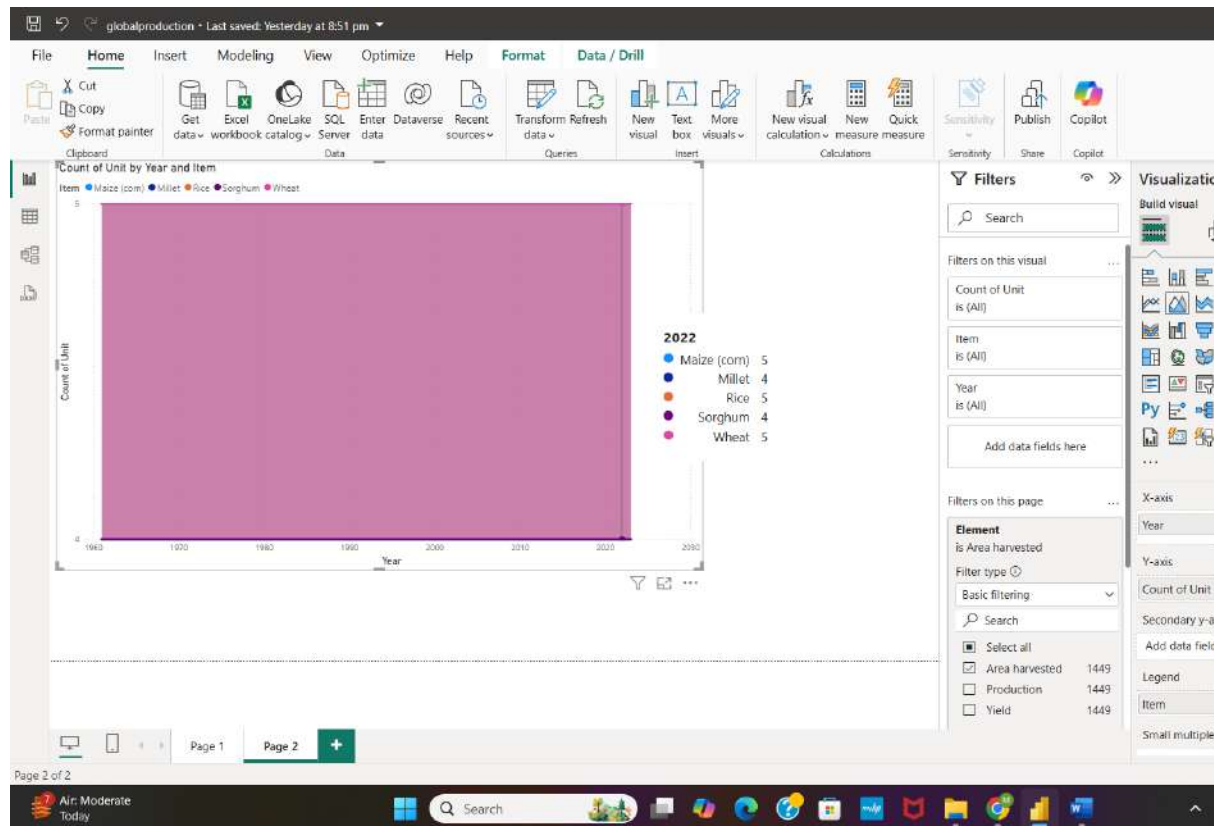 globalproduction • Last saved: Yesterday at 8:51 pm
File Home Insert Modeling View Optimize Help Format Data / Drill
Paste
Cut
Copy
Format painter
Clipboard
Get data
Excel workbook
OneLake catalog
SQL Server
Enter data
Dataverse
Recent sources
Data
Transform data
Refresh
Queries
New visual
Text box
More visuals
Insert
New visual calculation
New measure
Quick measure
Calculations
Sensitivity
Sensitivity
Publish
Share
Copilot
Copilot
Count of Unit by Year and Item
Item Maize (corn) Millet Rice Sorghum Wheat
5
Count of Unit
4
1960 1970 1980 1990 2000 2010 2020 2030
Year
2022
Maize (corn) 5
Millet 4
Rice 5
Sorghum 4
Wheat 5
Filters
Search
Filters on this visual ...
Count of Unit
is (All)
Item
is (All)
Year
is (All)
Add data fields here
Filters on this page ...
Element
is Area harvested
Filter type
Basic filtering
Search
Select all
Area harvested 1449
Production 1449
Yield 1449
Visualizatio
Build visual
Py
...
X-axis
Year
Y-axis
Count of Unit
Secondary y-a
Add data field
Legend
Item
Small multiple
Page 1 Page 2 +
Page 2 of 2
7
Air: Moderate
Today
Search